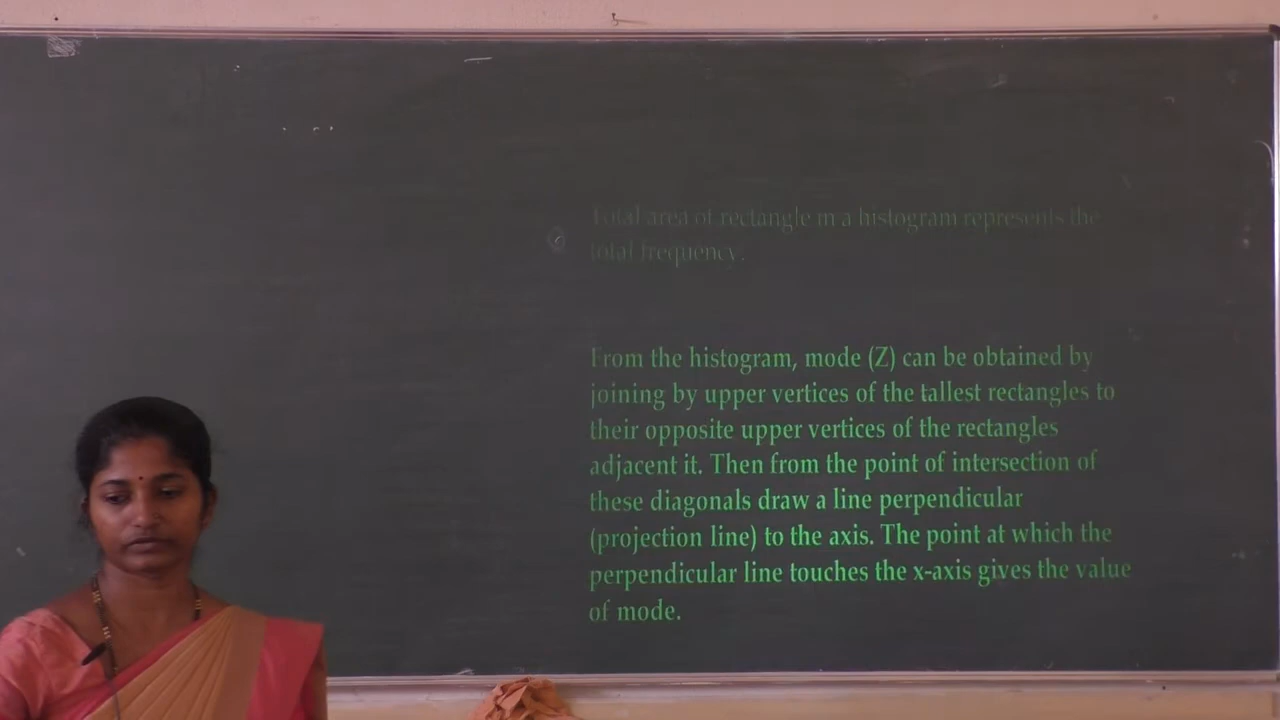 Total area of rectangle in a histogram represents the
total frequency.
From the histogram, mode (Z) can be obtained by
joining by upper vertices of the tallest rectangles to
their opposite upper vertices of the rectangles
adjacent it. Then from the point of intersection of
these diagonals draw a line perpendicular
(projection line) to the axis. The point at which the
perpendicular line touches the x-axis gives the value
of mode.